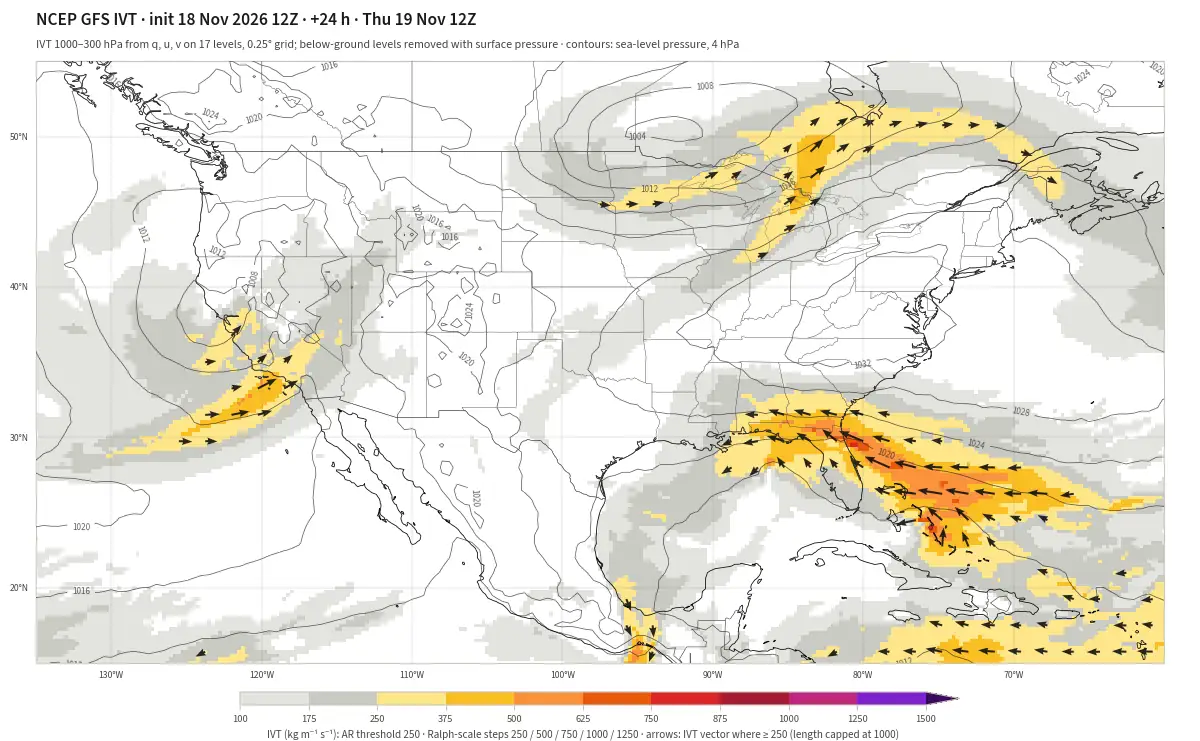 NCEP GFS IVT · init 18 Nov 2026 12Z · +24 h · Thu 19 Nov 12Z
IVT 1000–300 hPa from q, u, v on 17 levels, 0.25° grid; below-ground levels removed with surface pressure · contours: sea-level pressure, 4 hPa
1016
1008
1024
1024
1020
1004
50°N
1012
1020
1016
1012
1012
1016
1008
40°N
1024
1020
1032
1028
1024
30°N
1020
1020
1020
20°N
1016
1012
130°W 120°W 110°W 100°W 90°W 80°W 70°W
100 175 250 375 500 625 750 875 1000 1250 1500
IVT (kg m⁻¹ s⁻¹): AR threshold 250 · Ralph-scale steps 250 / 500 / 750 / 1000 / 1250 · arrows: IVT vector where ≥ 250 (length capped at 1000)